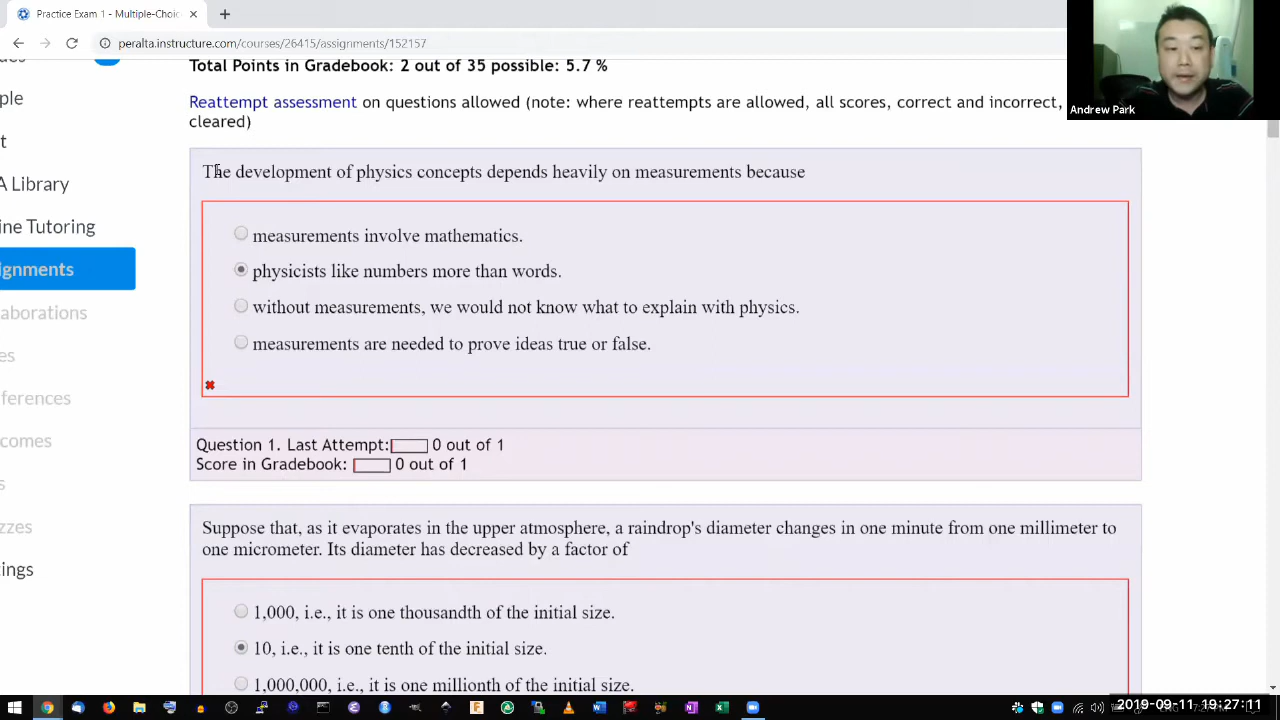 Practice Exam 1 - Multiple-Choic
peralta.instructure.com/courses/26415/assignments/152157
Andrew Park
ple
t
A Library
ine Tutoring
ignments
aborations
es
ferences
comes
s
zzes
tings
Total Points in Gradebook: 2 out of 35 possible: 5.7 %
Reattempt assessment on questions allowed (note: where reattempts are allowed, all scores, correct and incorrect,
cleared)
The development of physics concepts depends heavily on measurements because
measurements involve mathematics.
physicists like numbers more than words.
without measurements, we would not know what to explain with physics.
measurements are needed to prove ideas true or false.
Question 1. Last Attempt: 0 out of 1
Score in Gradebook: 0 out of 1
Suppose that, as it evaporates in the upper atmosphere, a raindrop's diameter changes in one minute from one millimeter to
one micrometer. Its diameter has decreased by a factor of
1,000, i.e., it is one thousandth of the initial size.
10, i.e., it is one tenth of the initial size.
1,000,000, i.e., it is one millionth of the initial size.
2019-09-11 19:27:11